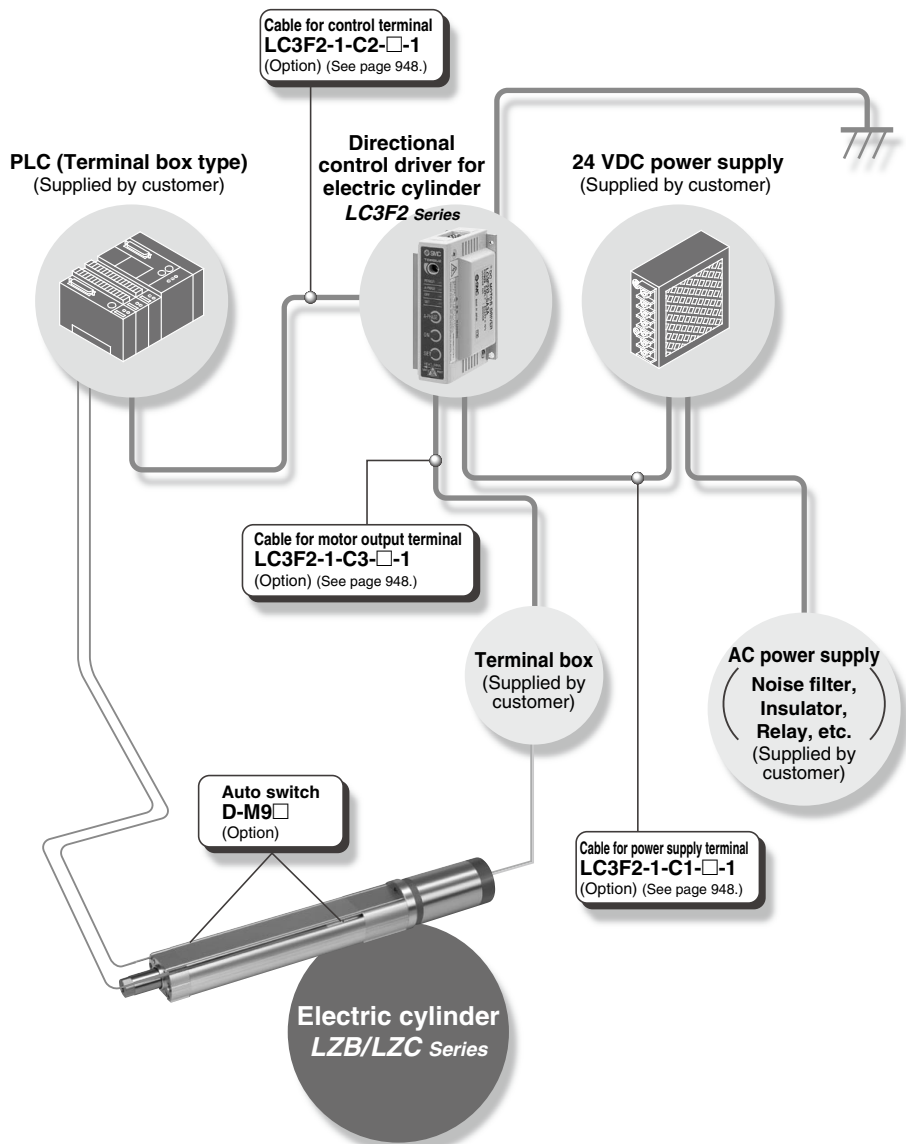 Cable for control terminal
LC3F2-1-C2-□-1
(Option) (See page 948.)
PLC (Terminal box type)
(Supplied by customer)
Directional
control driver for
electric cylinder
LC3F2 Series
24 VDC power supply
(Supplied by customer)
Cable for motor output terminal
LC3F2-1-C3-□-1
(Option) (See page 948.)
Terminal box
(Supplied by
customer)
AC power supply
Noise filter,
Insulator,
Relay, etc.
(Supplied by
customer)
Auto switch
D-M9□
(Option)
Cable for power supply terminal
LC3F2-1-C1-□-1
(Option) (See page 948.)
Electric cylinder
LZB/LZC Series